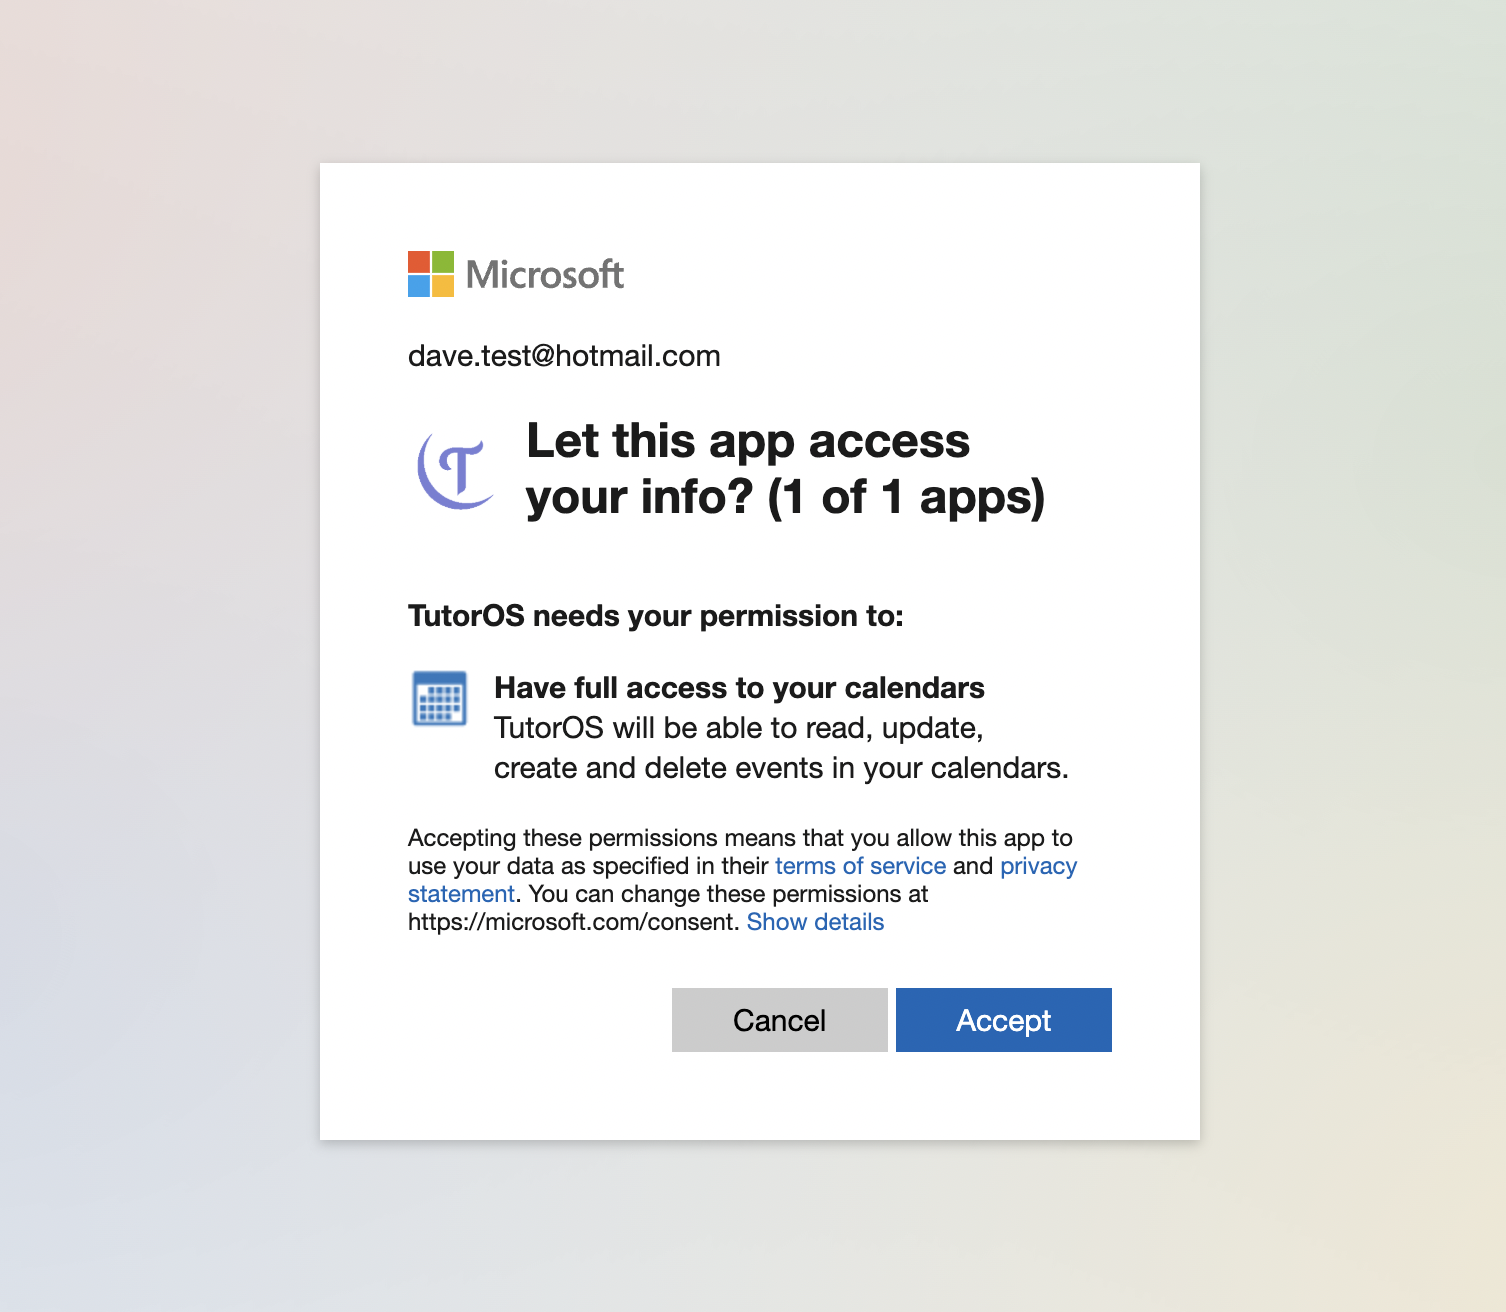 Microsoft
dave.test@hotmail.com
T
Let this app access
your info? (1 of 1 apps)
TutorOS needs your permission to:
Have full access to your calendars
TutorOS will be able to read, update,
create and delete events in your calendars.
Accepting these permissions means that you allow this app to
use your data as specified in their terms of service and privacy
statement. You can change these permissions at
https://microsoft.com/consent. Show details
Cancel
Accept